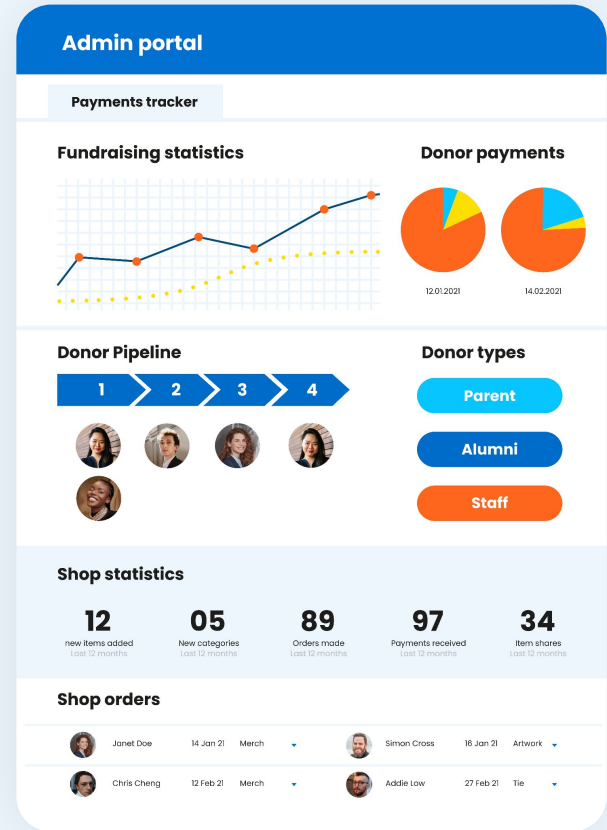 Admin portal
Payments tracker
Fundraising statistics
Donor payments
12.01.2021
14.02.2021
Donor Pipeline
1 2 3 4
Donor types
Parent
Alumni
Staff
Shop statistics
12 05 89 97 34
new items added New categories Orders made Payments received Item shares
Last 12 months Last 12 months Last 12 months Last 12 months Last 12 months
Shop orders
Janet Doe 14 Jan 21 Merch Simon Cross 16 Jan 21 Artwork
Chris Cheng 12 Feb 21 Merch Addie Low 27 Feb 21 Tie